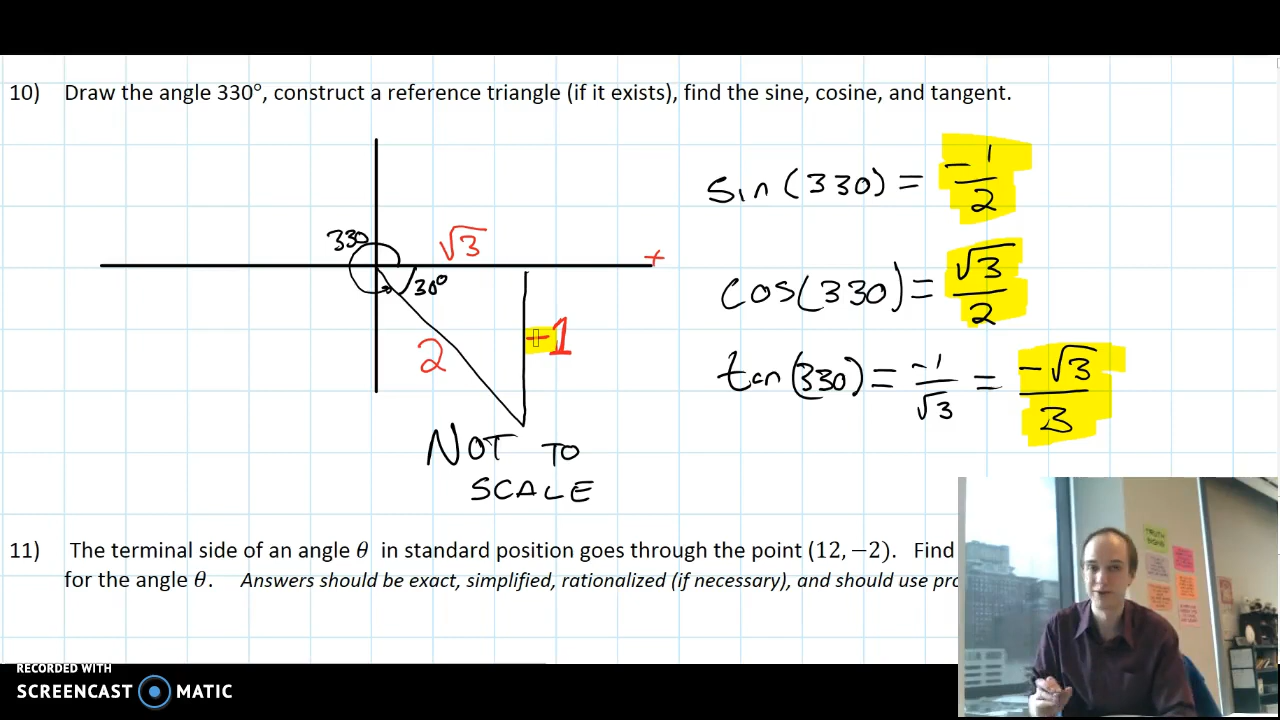 10) Draw the angle 330°, construct a reference triangle (if it exists), find the sine, cosine, and tangent.
sin(330) = -1/2
330
√3
+
30°
cos(330) = √3/2
2
-1
tan(330) = -1/√3 = -√3/3
NOT TO
SCALE
11) The terminal side of an angle θ in standard position goes through the point (12, −2). Find
for the angle θ. Answers should be exact, simplified, rationalized (if necessary), and should use pro
RECORDED WITH
SCREENCAST MATIC